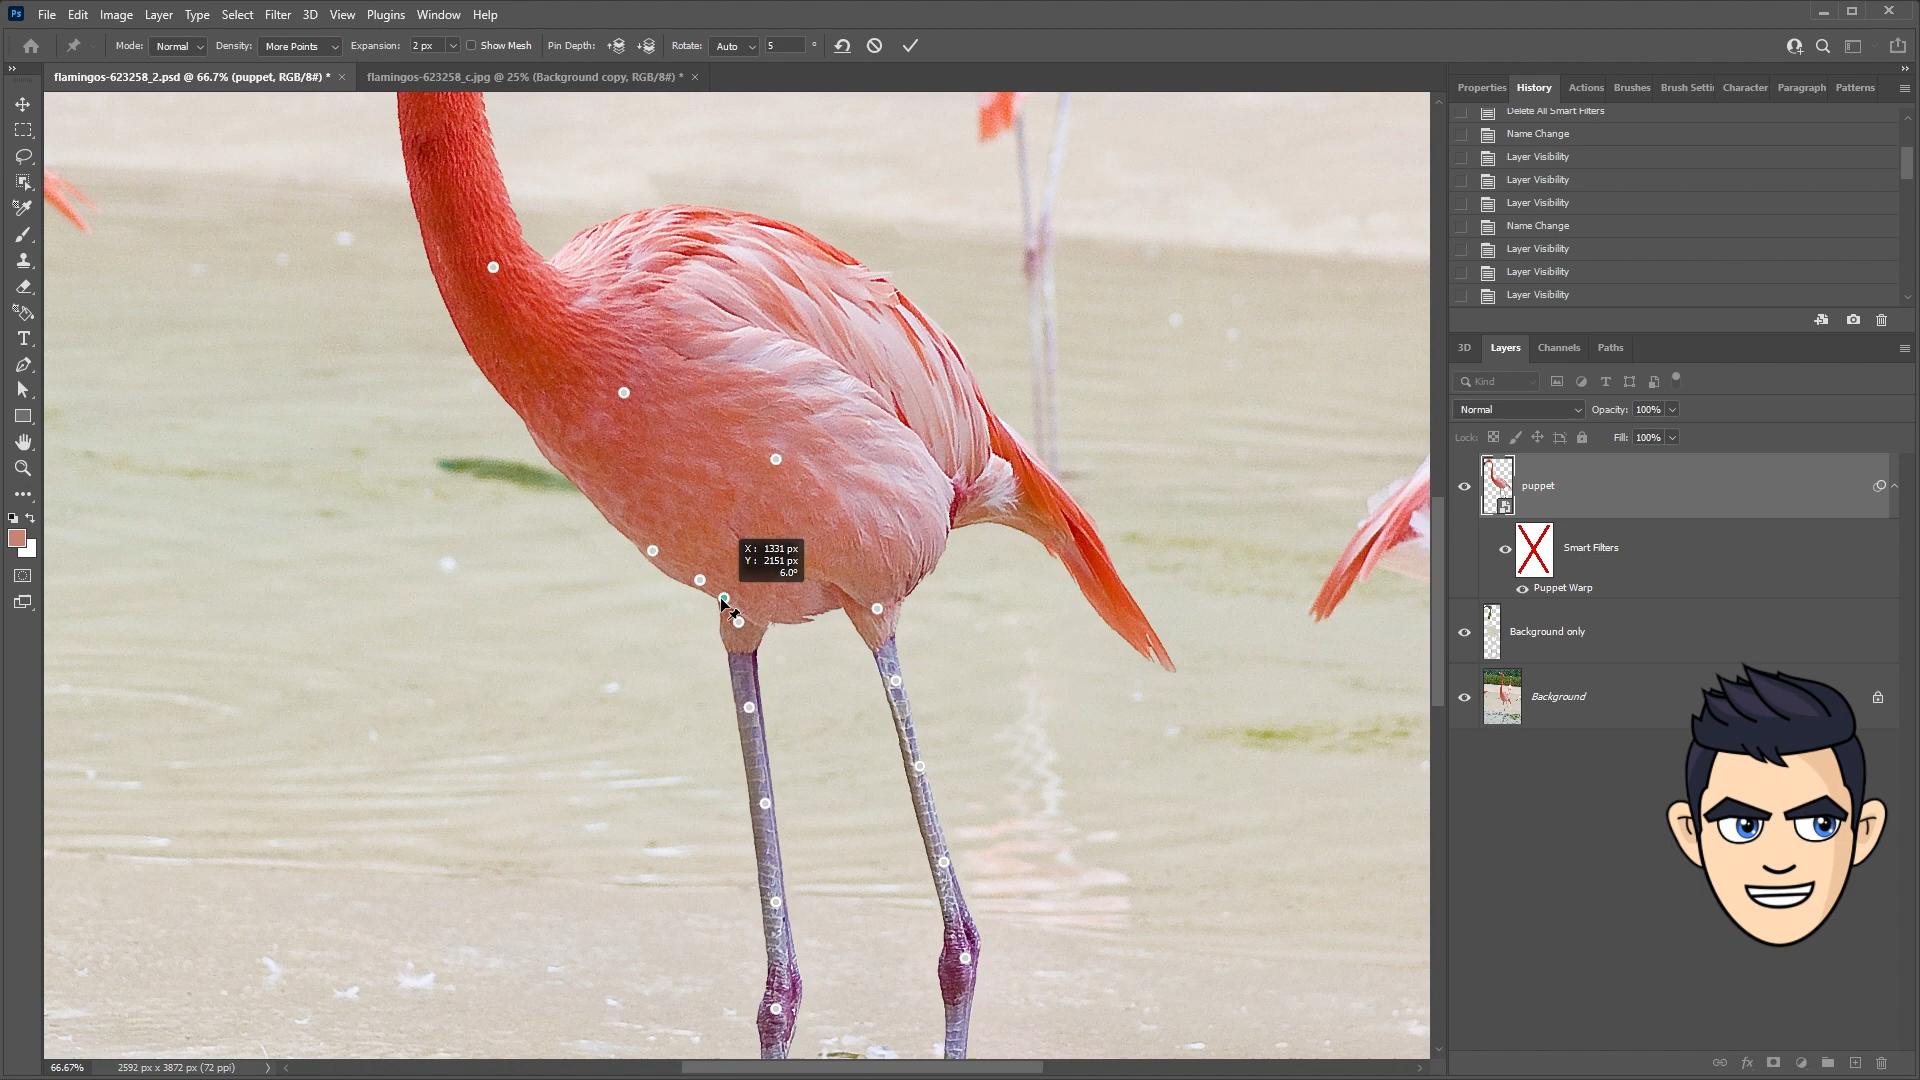 Ps File Edit Image Layer Type Select Filter 3D View Plugins Window Help
Mode: Normal Density: More Points Expansion: 2 px Show Mesh Pin Depth: Rotate: Auto 5 °
flamingos-623258_2.psd @ 66.7% (puppet, RGB/8#) * × flamingos-623258_c.jpg @ 25% (Background copy, RGB/8#) * ×
Properties History Actions Brushes Brush Setti Character Paragraph Patterns
Delete All Smart Filters
Name Change
Layer Visibility
Layer Visibility
Layer Visibility
Name Change
Layer Visibility
Layer Visibility
Layer Visibility
3D Layers Channels Paths
Kind
Normal Opacity: 100%
Lock: Fill: 100%
puppet
Smart Filters
Puppet Warp
Background only
Background
X : 1331 px
Y : 2151 px
6.0°
66.67% 2592 px x 3872 px (72 ppi)